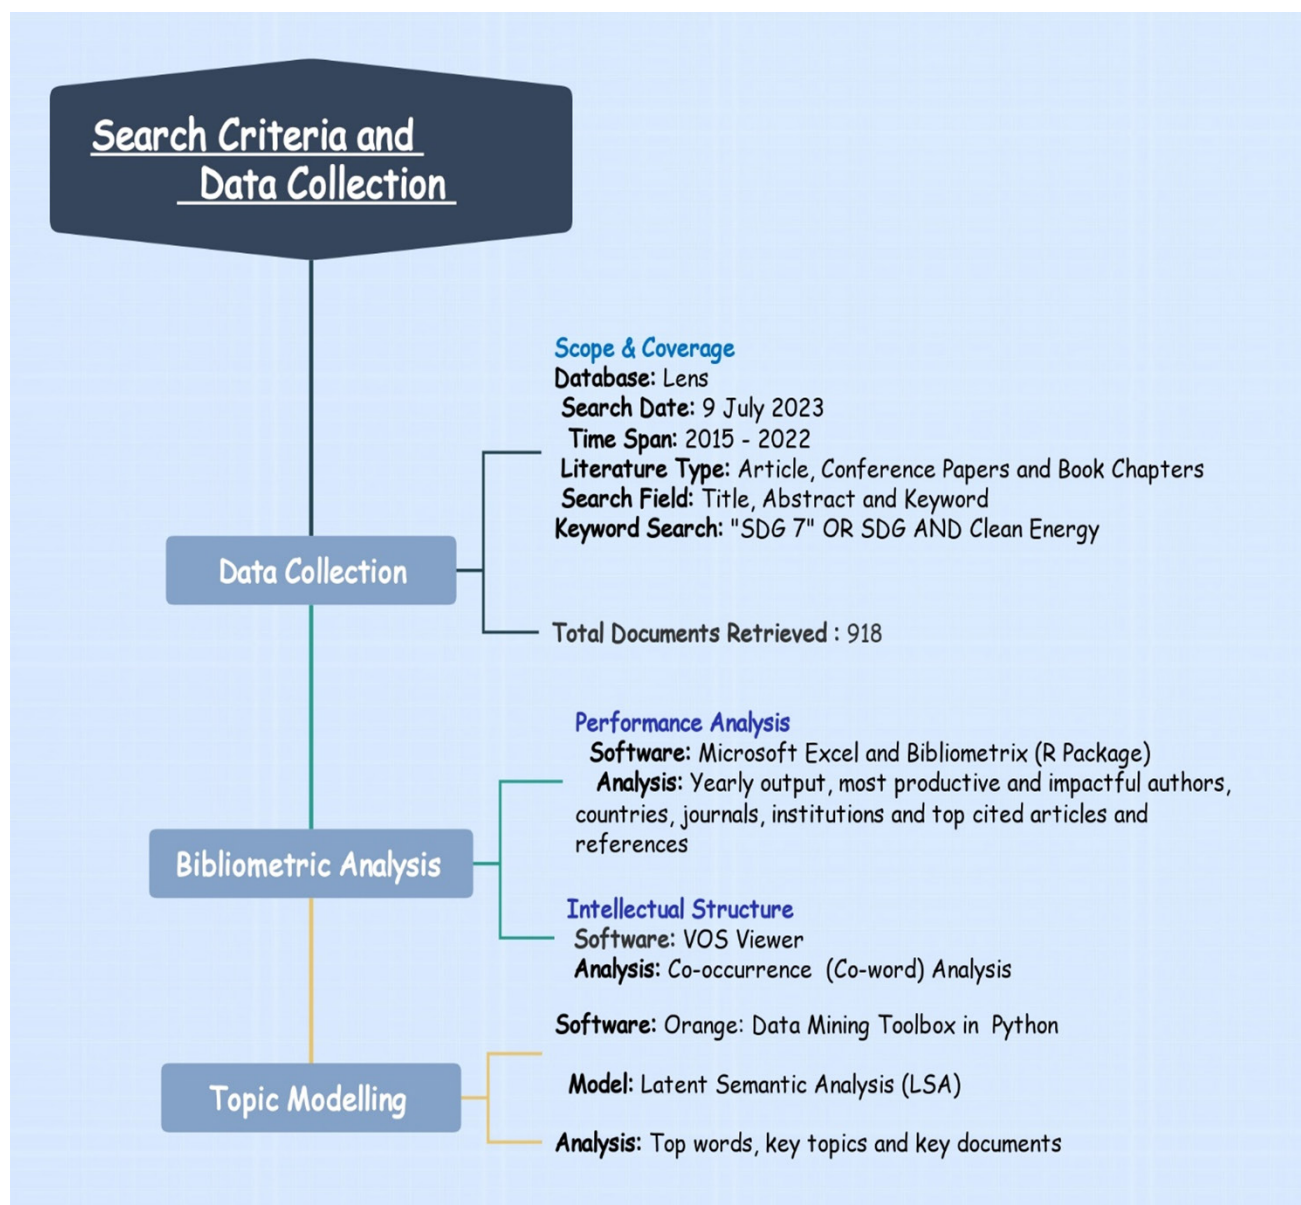 Search Criteria and
Data Collection
Scope & Coverage
Database: Lens
Search Date: 9 July 2023
Time Span: 2015 - 2022
Literature Type: Article, Conference Papers and Book Chapters
Search Field: Title, Abstract and Keyword
Keyword Search: "SDG 7" OR SDG AND Clean Energy
Data Collection
Total Documents Retrieved : 918
Performance Analysis
Software: Microsoft Excel and Bibliometrix (R Package)
Analysis: Yearly output, most productive and impactful authors,
countries, journals, institutions and top cited articles and
references
Bibliometric Analysis
Intellectual Structure
Software: VOS Viewer
Analysis: Co-occurrence (Co-word) Analysis
Software: Orange: Data Mining Toolbox in Python
Model: Latent Semantic Analysis (LSA)
Topic Modelling
Analysis: Top words, key topics and key documents